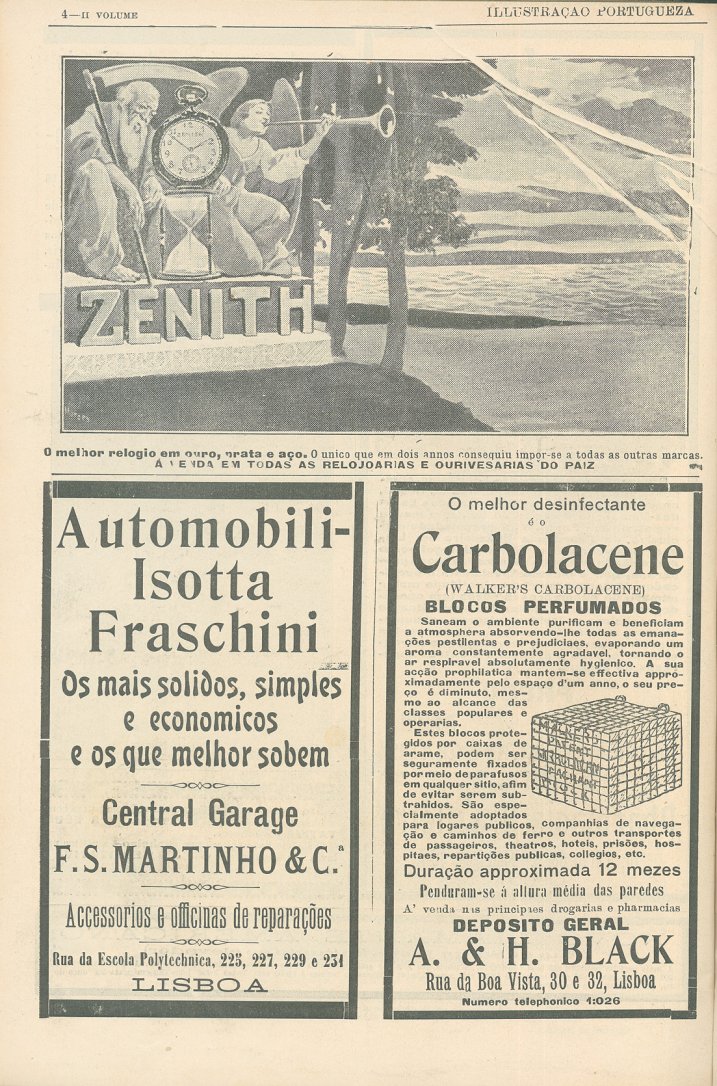 4—II VOLUME
ILLUSTRAÇÃO PORTUGUEZA
ZENITH
O melhor relogio em ouro, prata e aço. O unico que em dois annos consequiu impor-se a todas as outras marcas.
Á VENDA EM TODAS AS RELOJOARIAS E OURIVESARIAS DO PAIZ
Automobili-
Isotta
Fraschini
Os mais solidos, simples
e economicos
e os que melhor sobem
Central Garage
F. S. MARTINHO & C.ª
Accessorios e officinas de reparações
Rua da Escola Polytechnica, 225, 227, 229 e 231
LISBOA
O melhor desinfectante
é o
Carbolacene
(WALKER'S CARBOLACENE)
BLOCOS PERFUMADOS
Saneam o ambiente purificam e beneficiam
a atmosphera absorvendo-lhe todas as emana-
ções pestilentas e prejudiciaes, evaporando um
aroma constantemente agradavel, tornando o
ar respiravel absolutamente hygienico. A sua
acção prophilatica mantem-se effectiva appro-
ximadamente pelo espaço d'um anno, o seu pre-
ço é diminuto, mes-
mo ao alcance das
classes populares e
operarias.
Estes blocos prote-
gidos por caixas de
arame, podem ser
seguramente fixados
por meio de parafusos
em qualquer sitio, afim
de evitar serem sub-
trahidos. São espe-
cialmente adoptados
para logares publicos, companhias de navega-
ção e caminhos de ferro e outros transportes
de passageiros, theatros, hoteis, prisões, hos-
pitaes, repartições publicas, collegios, etc.
Duração approximada 12 mezes
Penduram-se á altura média das paredes
A' venda nas principaes drogarias e pharmacias
DEPOSITO GERAL
A. & H. BLACK
Rua da Boa Vista, 30 e 32, Lisboa
Numero telephonico 1:026